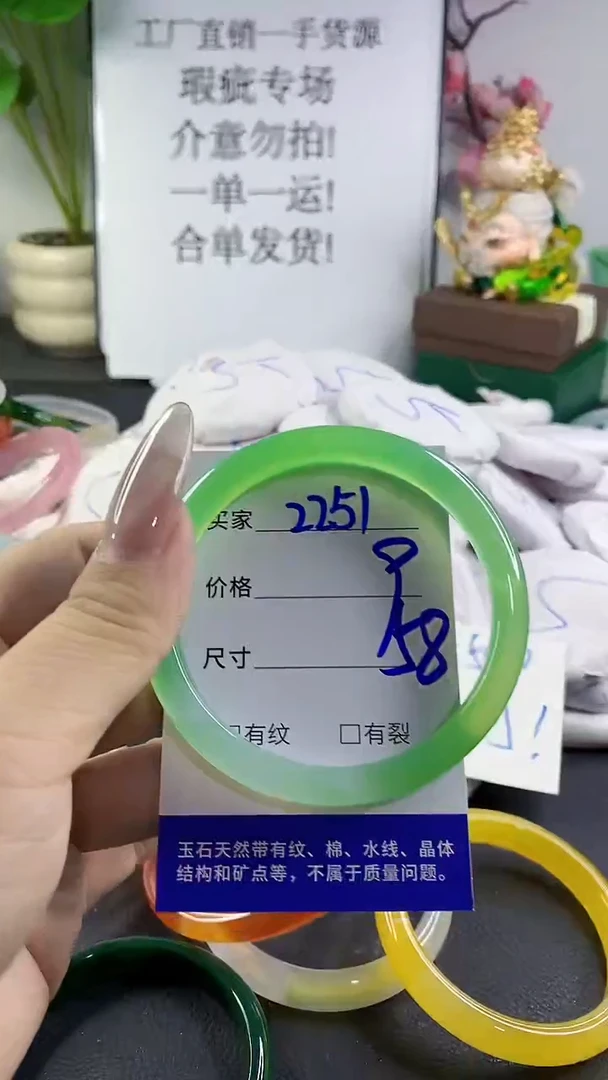 工厂直销一手货源
瑕疵专场
介意勿拍!
一单一运!
合单发货!
买家 2251
价格
尺寸 58
□有纹 □有裂
玉石天然带有纹、棉、水线、晶体
结构和矿点等，不属于质量问题。